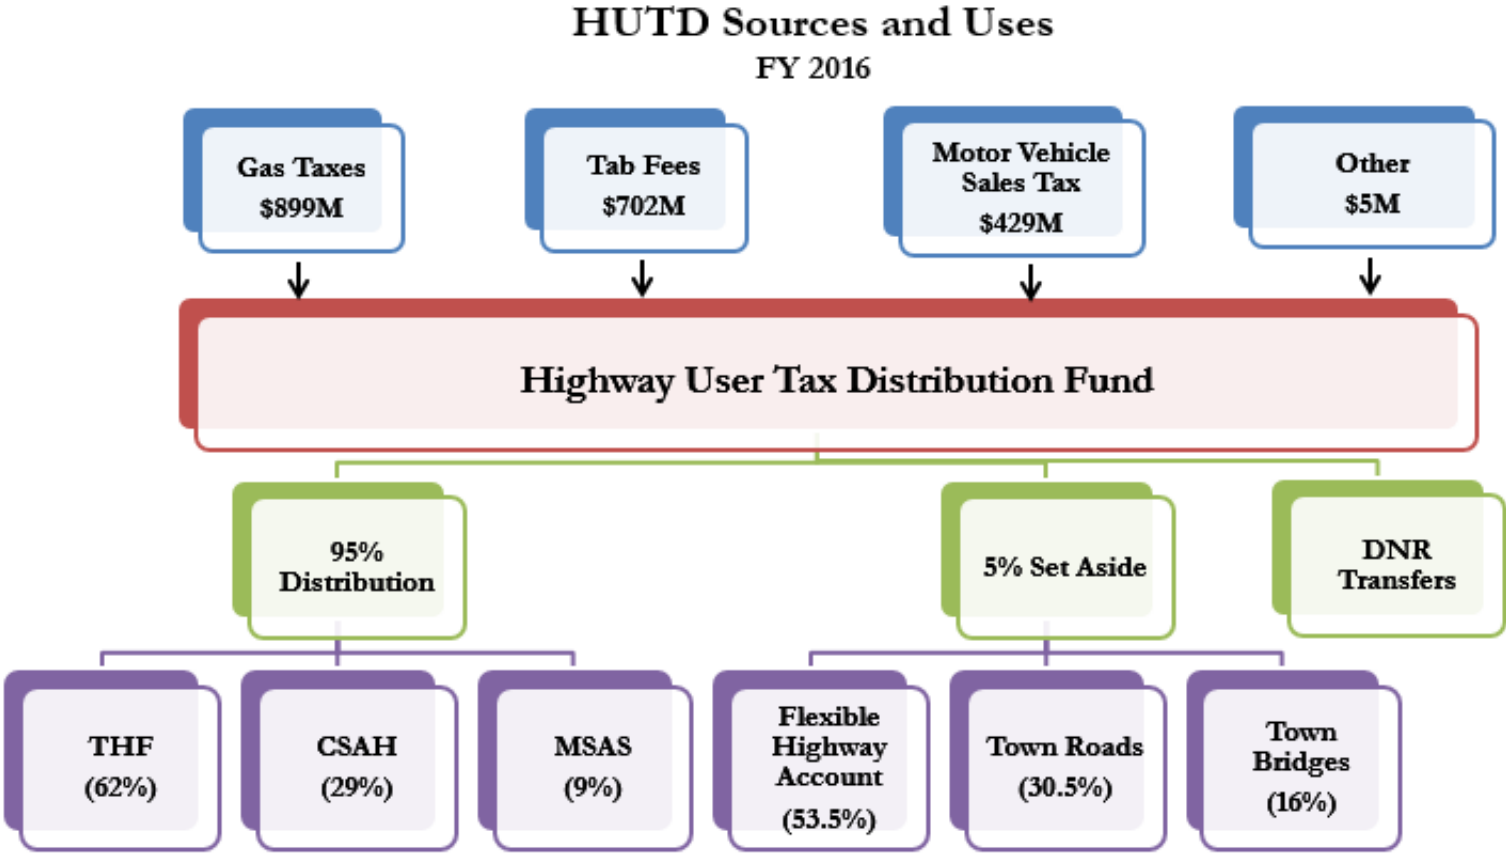 HUTD Sources and Uses
FY 2016
Gas Taxes
$899M
Tab Fees
$702M
Motor Vehicle
Sales Tax
$429M
Other
$5M
Highway User Tax Distribution Fund
95%
Distribution
5% Set Aside
DNR
Transfers
THF
(62%)
CSAH
(29%)
MSAS
(9%)
Flexible
Highway
Account
(53.5%)
Town Roads
(30.5%)
Town
Bridges
(16%)